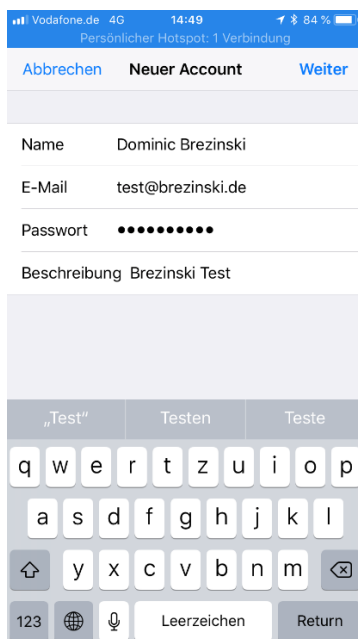 Vodafone.de 4G 14:49 84 %
Persönlicher Hotspot: 1 Verbindung
Abbrechen Neuer Account Weiter
Name Dominic Brezinski
E-Mail test@brezinski.de
Passwort ●●●●●●●●●●
Beschreibung Brezinski Test
„Test“ Testen Teste
q w e r t z u i o p
a s d f g h j k l
y x c v b n m
123 Leerzeichen Return